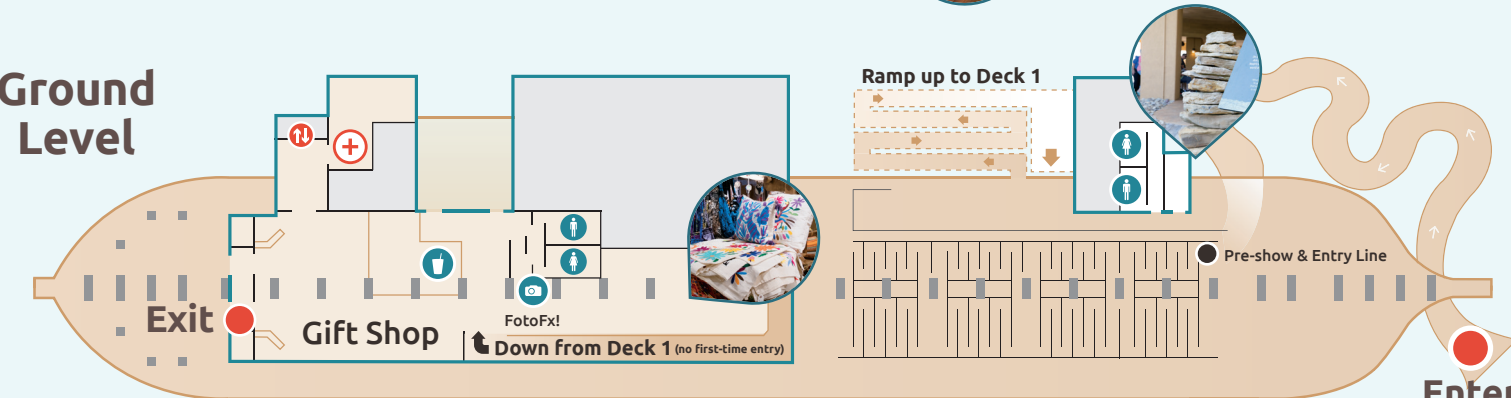 Ground
Level
Ramp up to Deck 1
Pre-show & Entry Line
Exit
Gift Shop
FotoFx!
Down from Deck 1 (no first-time entry)
Enter